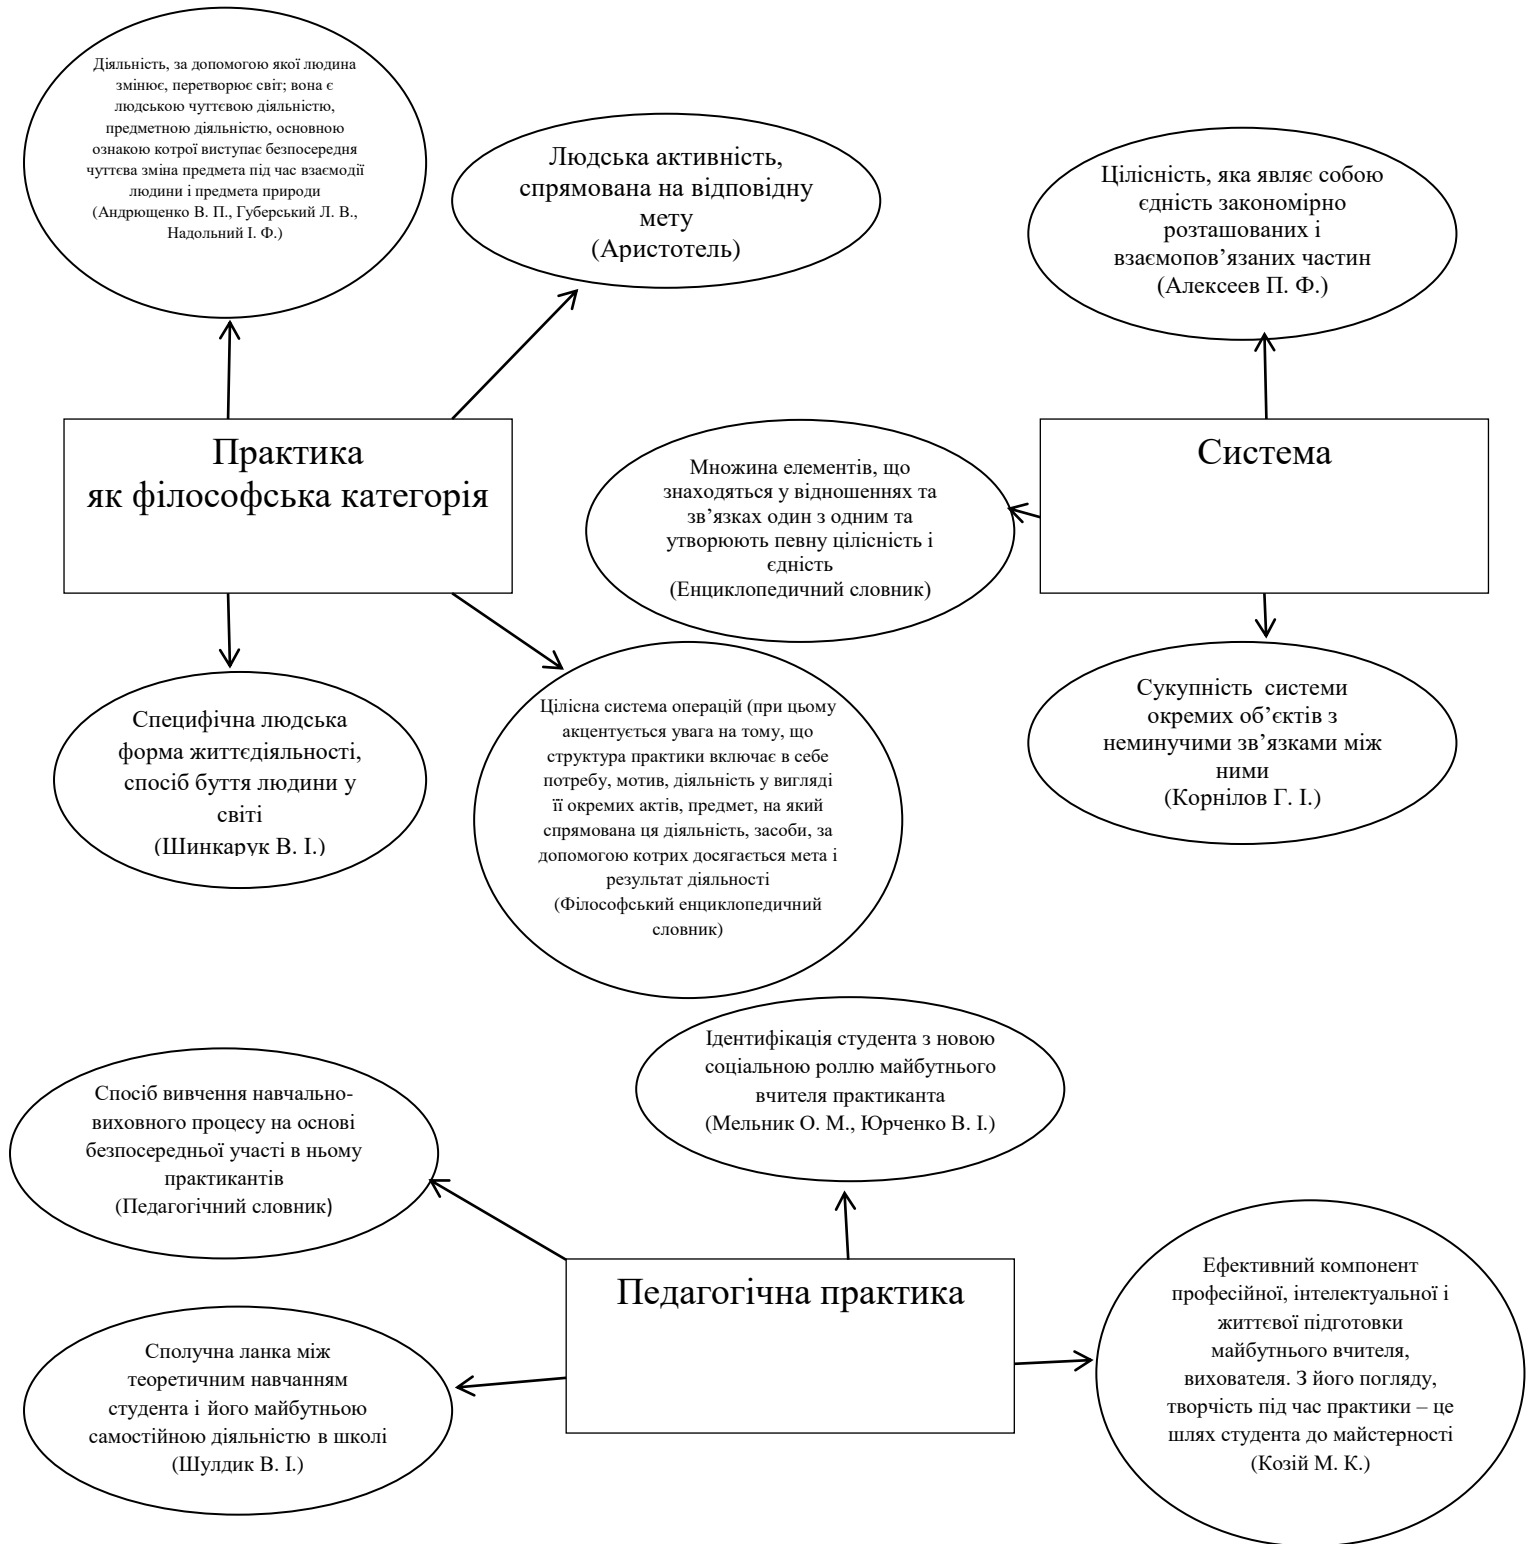 Діяльність, за допомогою якої людина
змінює, перетворює світ; вона є
людською чуттєвою діяльністю,
предметною діяльністю, основною
ознакою котрої виступає безпосередня
чуттєва зміна предмета під час взаємодії
людини і предмета природи
(Андрющенко В. П., Губерський Л. В.,
Надольний І. Ф.)
Людська активність,
спрямована на відповідну
мету
(Аристотель)
Цілісність, яка являє собою
єдність закономірно
розташованих і
взаємопов’язаних частин
(Алексеев П. Ф.)
Практика
як філософська категорія
Множина елементів, що
знаходяться у відношеннях та
зв’язках один з одним та
утворюють певну цілісність і
єдність
(Енциклопедичний словник)
Система
Специфічна людська
форма життєдіяльності,
спосіб буття людини у
світі
(Шинкарук В. І.)
Цілісна система операцій (при цьому
акцентується увага на тому, що
структура практики включає в себе
потребу, мотив, діяльність у вигляді
її окремих актів, предмет, на який
спрямована ця діяльність, засоби, за
допомогою котрих досягається мета і
результат діяльності
(Філософський енциклопедичний
словник)
Сукупність системи
окремих об’єктів з
неминучими зв’язками між
ними
(Корнілов Г. І.)
Ідентифікація студента з новою
соціальною роллю майбутнього
вчителя практиканта
(Мельник О. М., Юрченко В. І.)
Спосіб вивчення навчально-
виховного процесу на основі
безпосередньої участі в ньому
практикантів
(Педагогічний словник)
Педагогічна практика
Сполучна ланка між
теоретичним навчанням
студента і його майбутньою
самостійною діяльністю в школі
(Шулдик В. І.)
Ефективний компонент
професійної, інтелектуальної і
життєвої підготовки
майбутнього вчителя,
вихователя. З його погляду,
творчість під час практики – це
шлях студента до майстерності
(Козій М. К.)